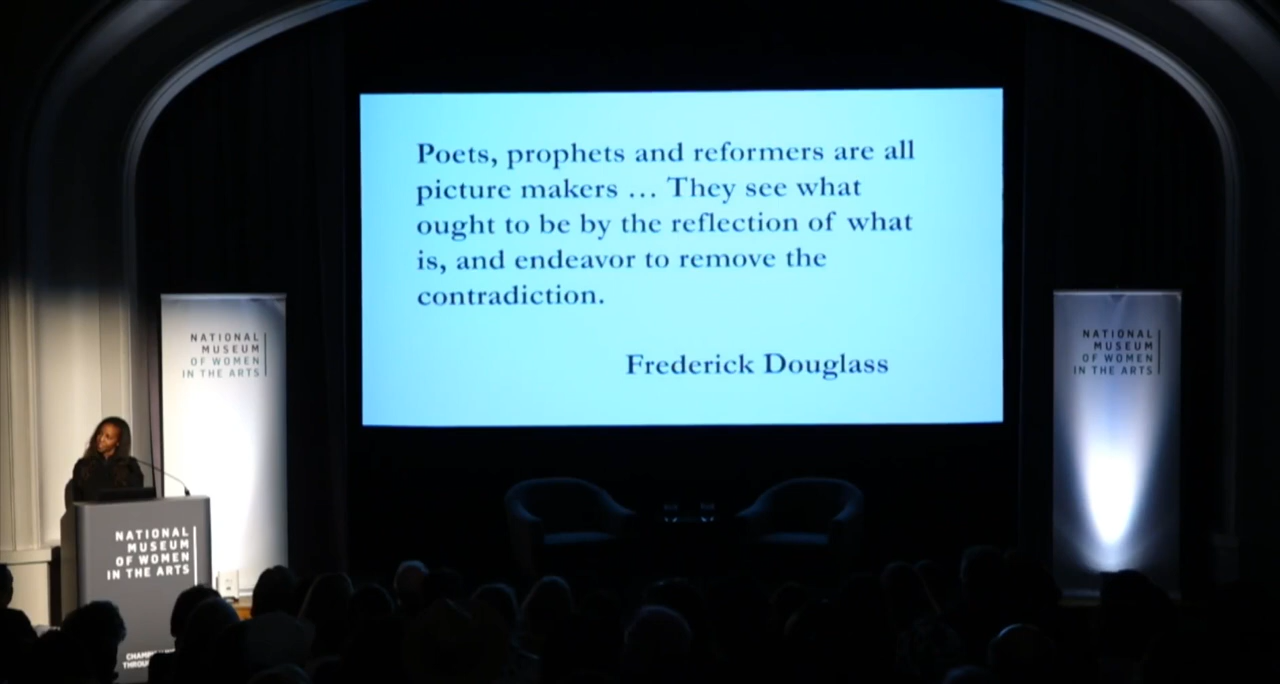 Poets, prophets and reformers are all
picture makers … They see what
ought to be by the reflection of what
is, and endeavor to remove the
contradiction.
Frederick Douglass
NATIONAL
MUSEUM
OF WOMEN
IN THE ARTS
NATIONAL
MUSEUM
OF WOMEN
IN THE ARTS
NATIONAL
MUSEUM
OF WOMEN
IN THE ARTS